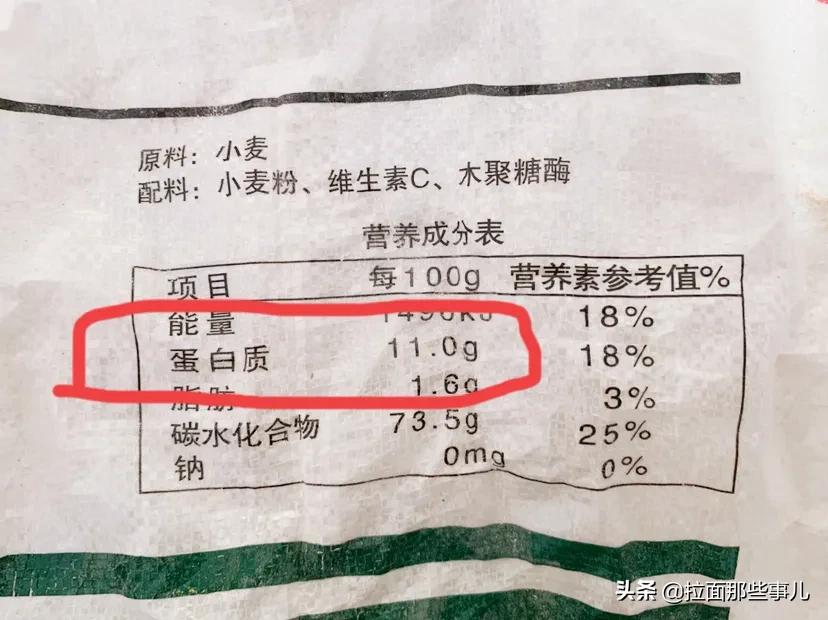 原料：小麦
配料：小麦粉、维生素C、木聚糖酶
营养成分表
项目 每100g 营养素参考值%
能量 18%
蛋白质 11.0g 18%
脂肪 1.6g 3%
碳水化合物 73.5g 25%
钠 0mg 0%
头条 @拉面那些事儿